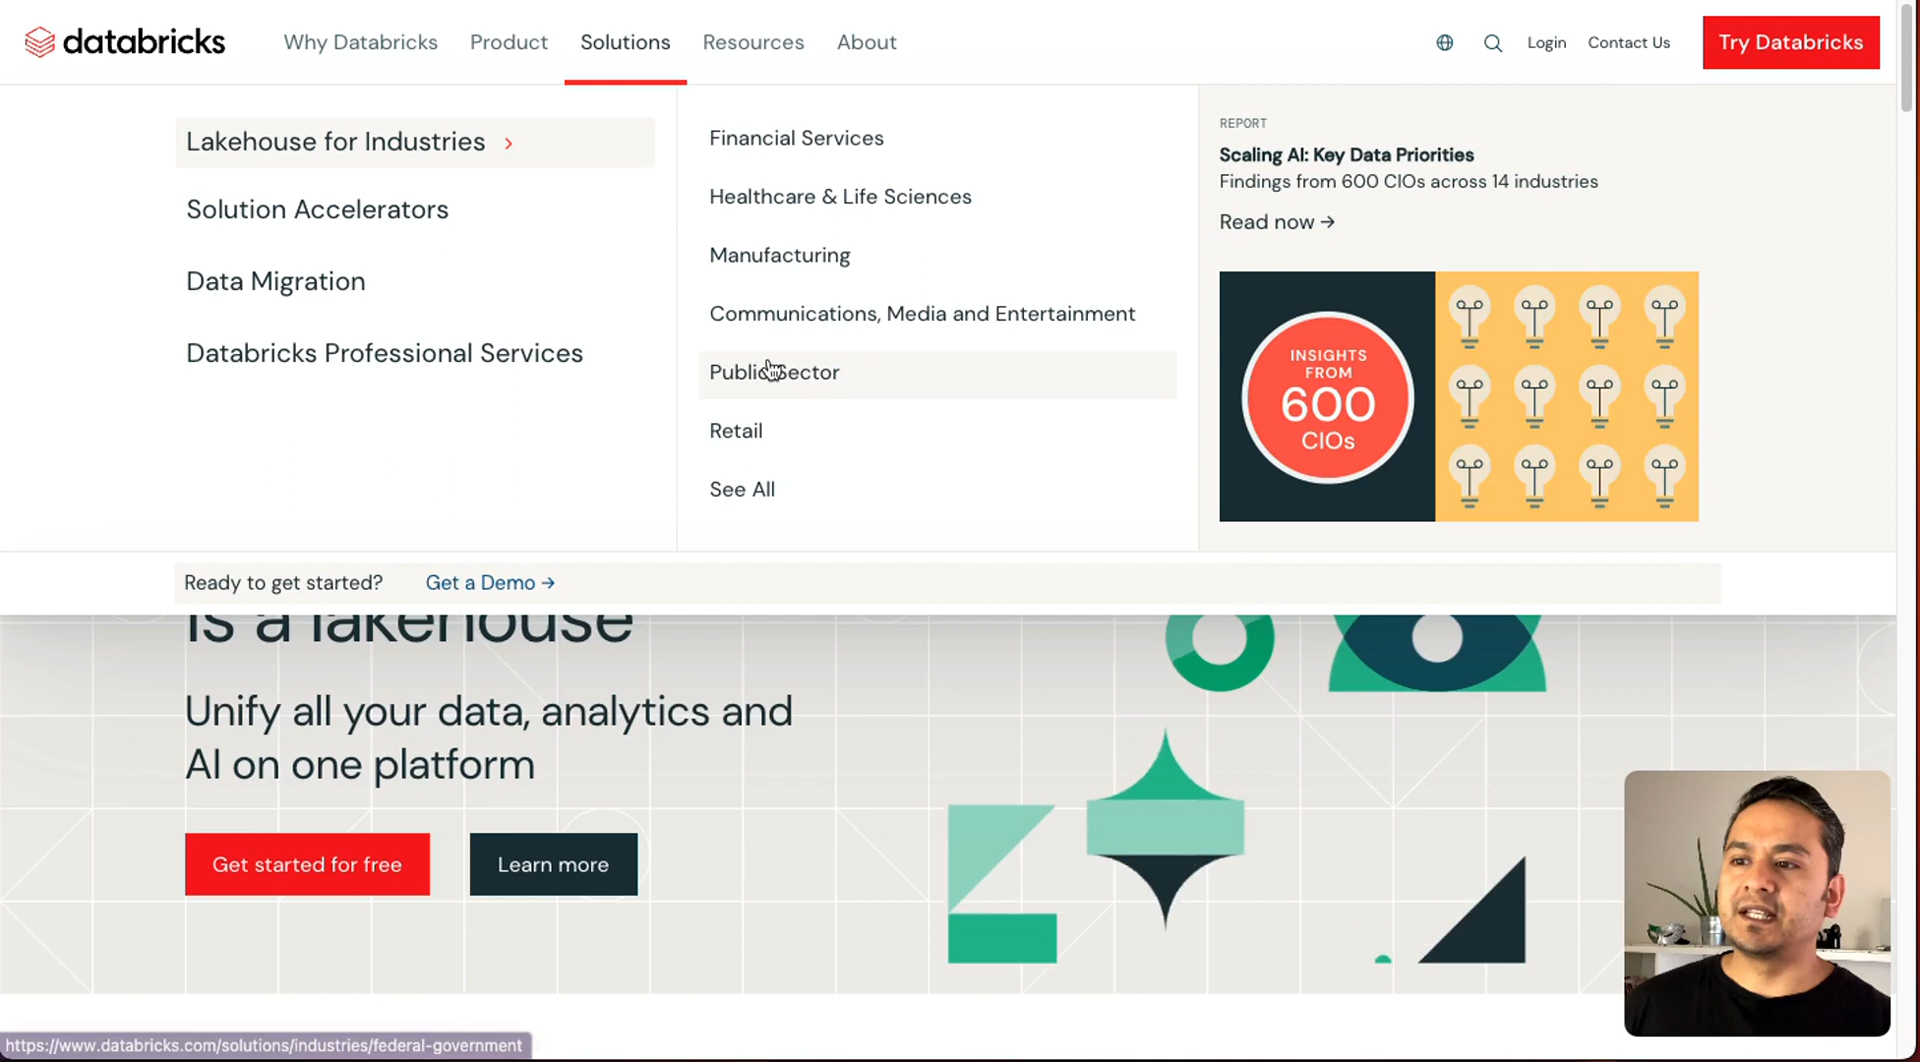 databricks
Why Databricks
Product
Solutions
Resources
About
Login
Contact Us
Try Databricks
Lakehouse for Industries
Solution Accelerators
Data Migration
Databricks Professional Services
Financial Services
Healthcare & Life Sciences
Manufacturing
Communications, Media and Entertainment
Public Sector
Retail
See All
REPORT
Scaling AI: Key Data Priorities
Findings from 600 CIOs across 14 industries
Read now →
INSIGHTS
FROM
600
CIOs
Ready to get started?
Get a Demo →
is a lakehouse
Unify all your data, analytics and
AI on one platform
Get started for free
Learn more
https://www.databricks.com/solutions/industries/federal-government